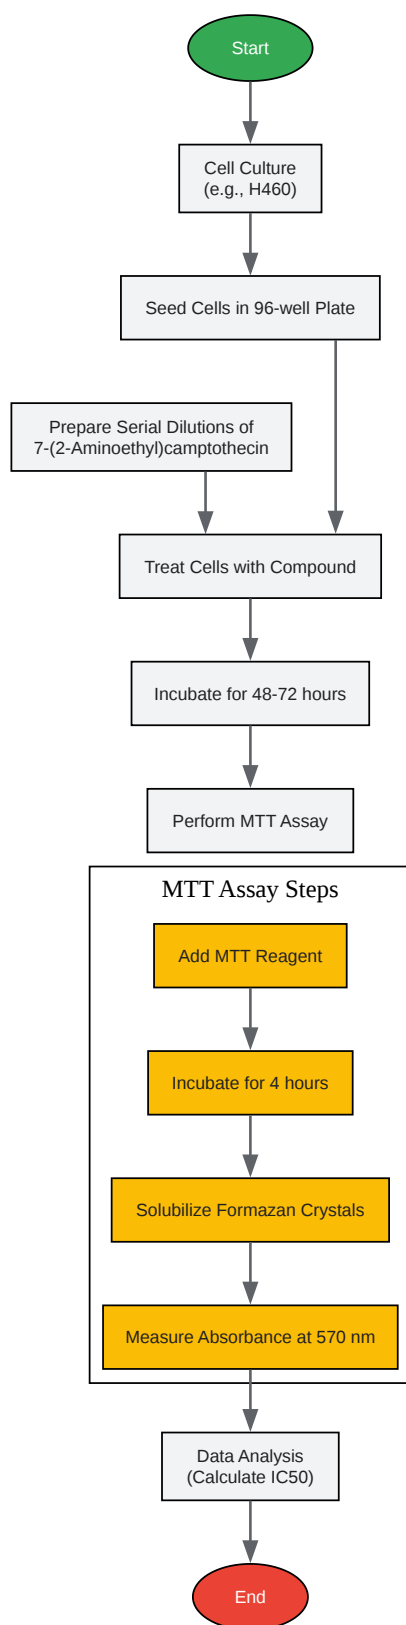 Start
Cell Culture
(e.g., H460)
Seed Cells in 96-well Plate
Prepare Serial Dilutions of
7-(2-Aminoethyl)camptothecin
Treat Cells with Compound
Incubate for 48-72 hours
Perform MTT Assay
MTT Assay Steps
Add MTT Reagent
Incubate for 4 hours
Solubilize Formazan Crystals
Measure Absorbance at 570 nm
Data Analysis
(Calculate IC50)
End